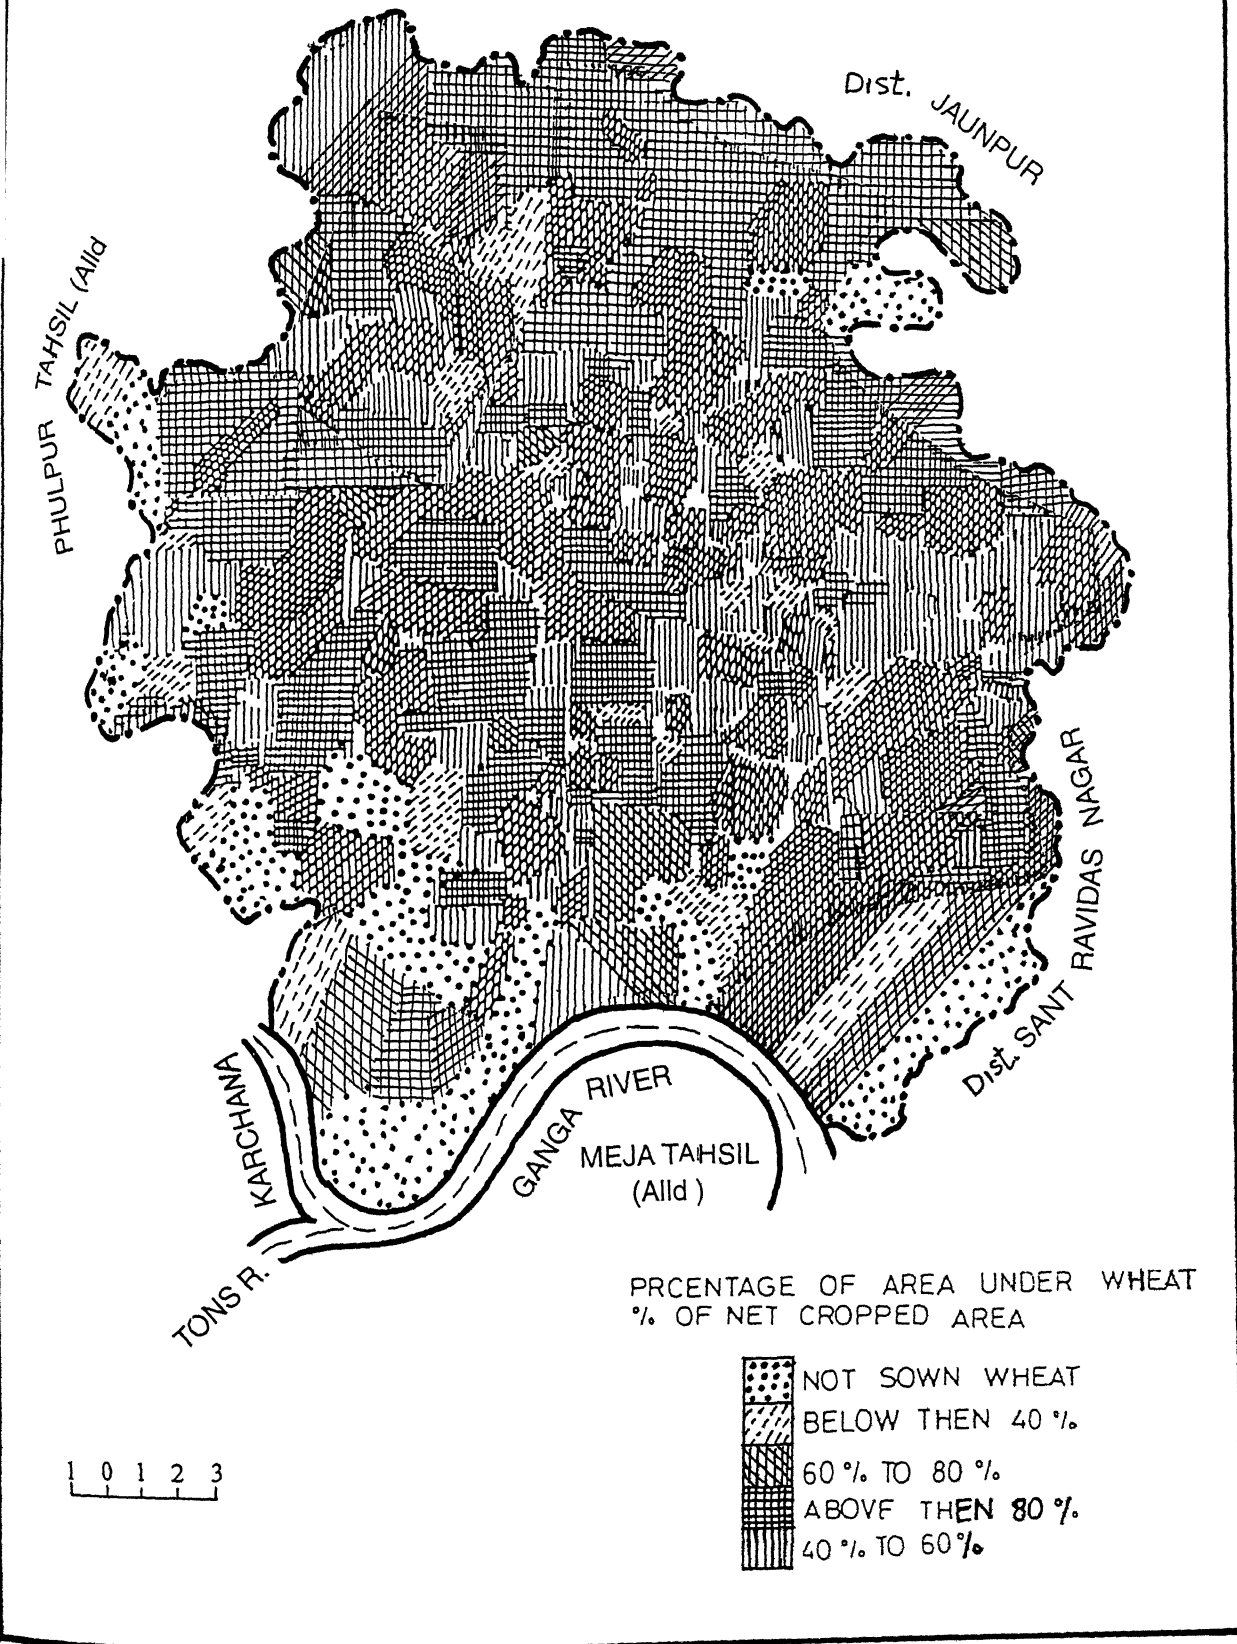 Dist. JAUNPUR
PHULPUR TAHSIL (Alld
Dist. SANT RAVIDAS NAGAR
KARCHANA
GANGA RIVER
MEJA TAHSIL
(Alld )
TONS R.
PRCENTAGE OF AREA UNDER WHEAT
% OF NET CROPPED AREA
NOT SOWN WHEAT
BELOW THEN 40 %
60 % TO 80 %
ABOVE THEN 80 %
40 % TO 60 %
1 0 1 2 3